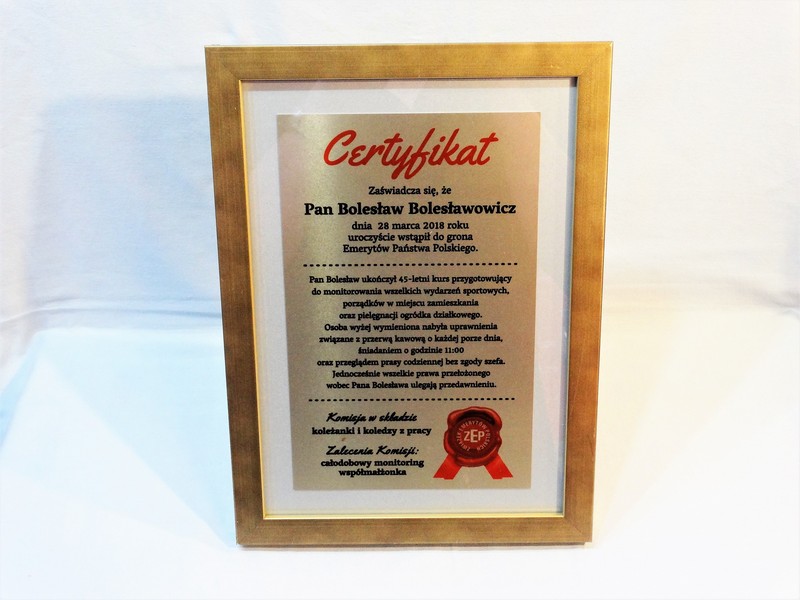 Certyfikat
Zaświadcza się, że
Pan Bolesław Bolesławowicz
dnia 28 marca 2018 roku
uroczyście wstąpił do grona
Emerytów Państwa Polskiego.
Pan Bolesław ukończył 45-letni kurs przygotowujący
do monitorowania wszelkich wydarzeń sportowych,
porządków w miejscu zamieszkania
oraz pielęgnacji ogródka działkowego.
Osoba wyżej wymieniona nabyła uprawnienia
związane z przerwą kawową o każdej porze dnia,
śniadaniem o godzinie 11:00
oraz przeglądem prasy codziennej bez zgody szefa.
Jednocześnie wszelkie prawa przełożonego
wobec Pana Bolesława ulegają przedawnieniu.
Komisja w składzie
koleżanki i koledzy z pracy
Zalecenia Komisji:
całodobowy monitoring
współmałżonka
ZEP